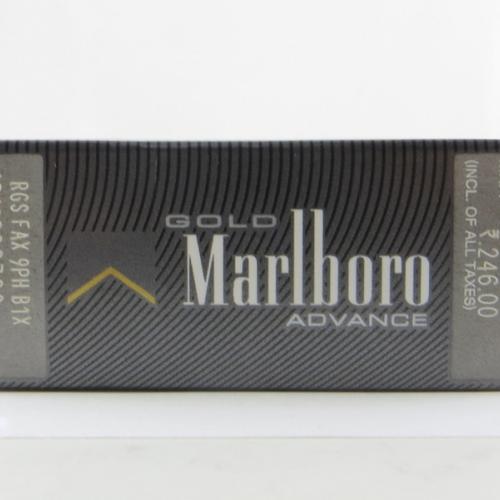 GOLD
Marlboro
ADVANCE
RGS FAX 9PH B1X
₹.246.00
(INCL. OF ALL TAXES)